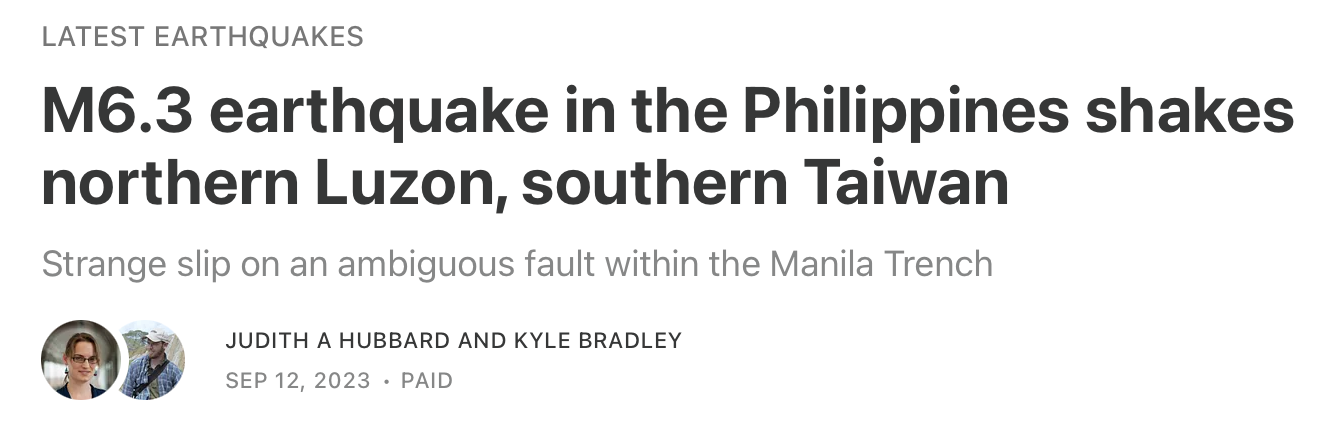 LATEST EARTHQUAKES
M6.3 earthquake in the Philippines shakes
northern Luzon, southern Taiwan
Strange slip on an ambiguous fault within the Manila Trench
JUDITH A HUBBARD AND KYLE BRADLEY
SEP 12, 2023 • PAID